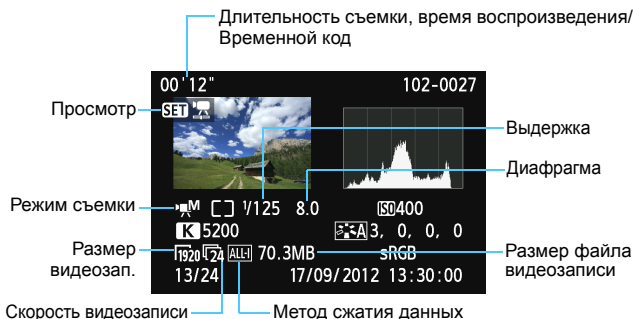 Длительность съемки, время воспроизведения/
Временной код
00'12" 102-0027
Просмотр
SET
Выдержка
Диафрагма
Режим съемки
M 1/125 8.0 ISO400
K 5200 A 3, 0, 0, 0
Размер
видеозап.
1920 24 ALL-I 70.3MB sRGB
Размер файла
видеозаписи
13/24 17/09/2012 13:30:00
Скорость видеозаписи
Метод сжатия данных